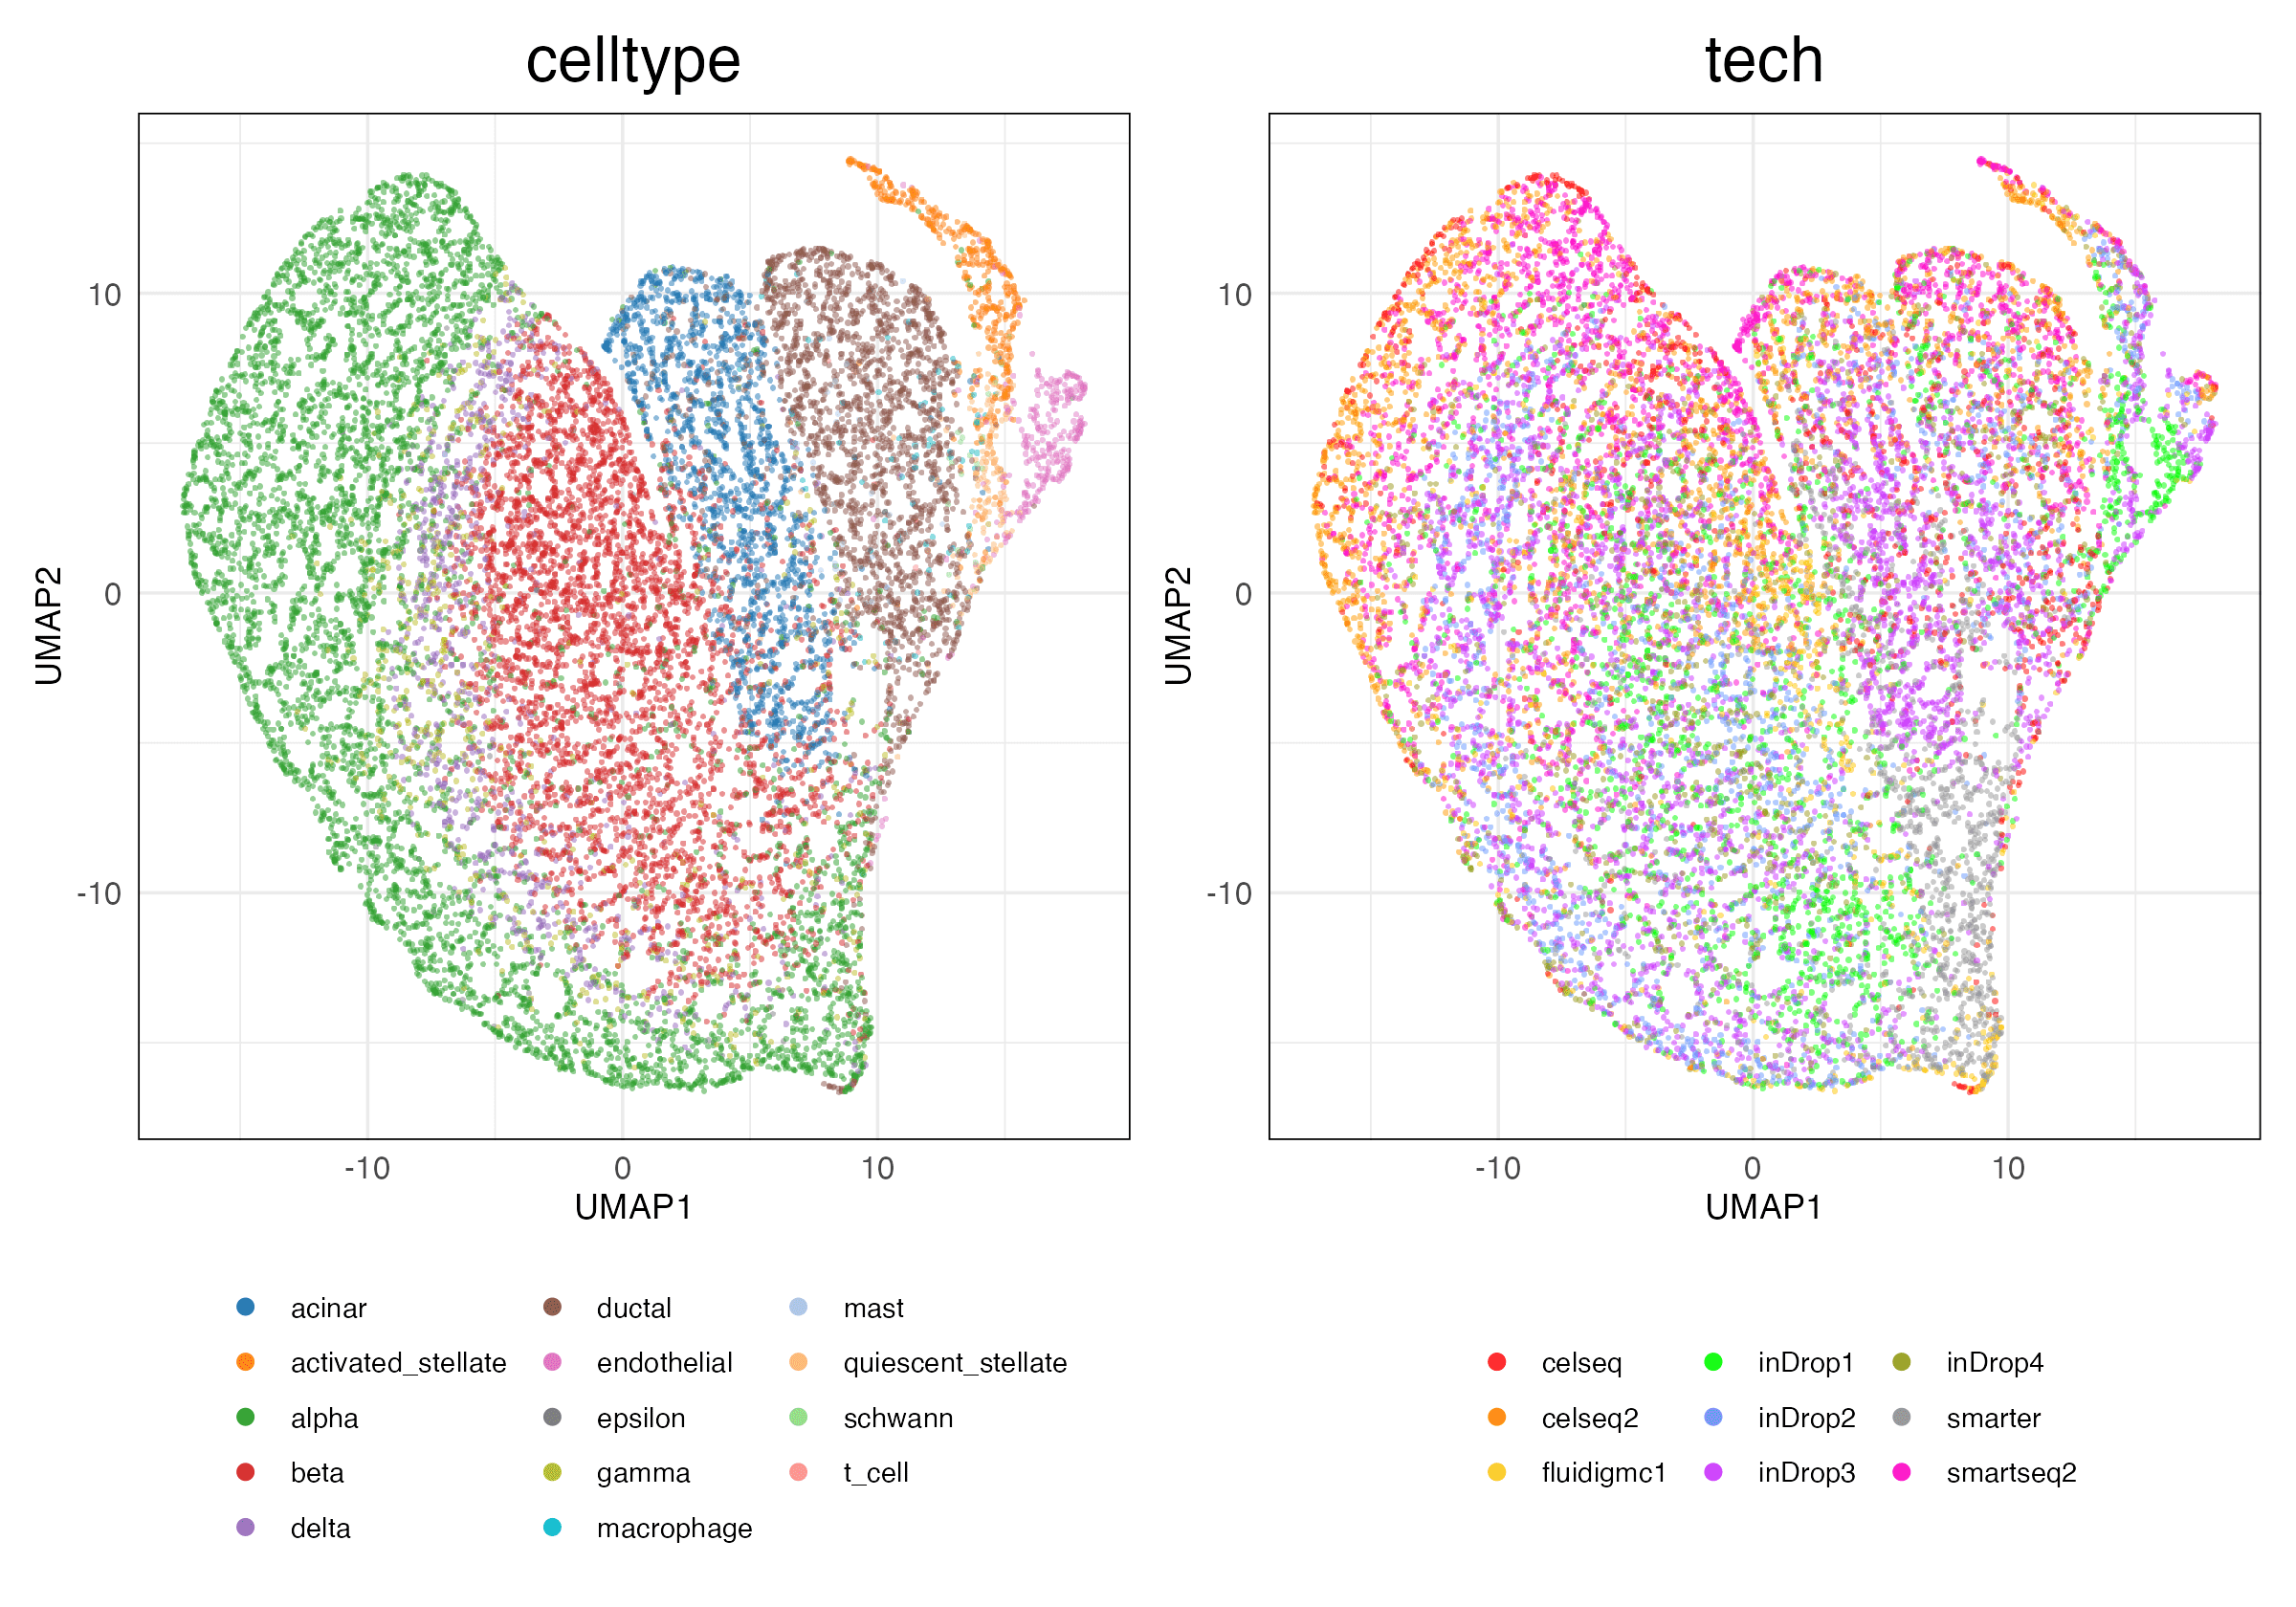 celltype
tech
10
0
-10
UMAP2
-10 0 10
UMAP1
10
0
-10
UMAP2
-10 0 10
UMAP1
acinar ductal mast
activated_stellate endothelial quiescent_stellate
alpha epsilon schwann
beta gamma t_cell
delta macrophage
celseq inDrop1 inDrop4
celseq2 inDrop2 smarter
fluidigmc1 inDrop3 smartseq2